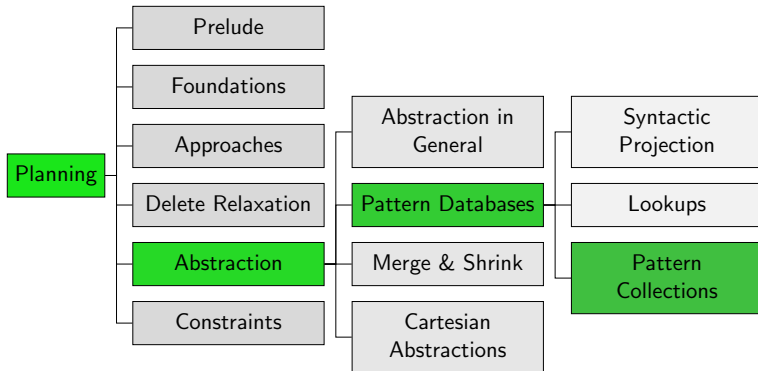 Planning
Prelude
Foundations
Approaches
Delete Relaxation
Abstraction
Constraints
Abstraction in
General
Pattern Databases
Merge & Shrink
Cartesian
Abstractions
Syntactic
Projection
Lookups
Pattern
Collections